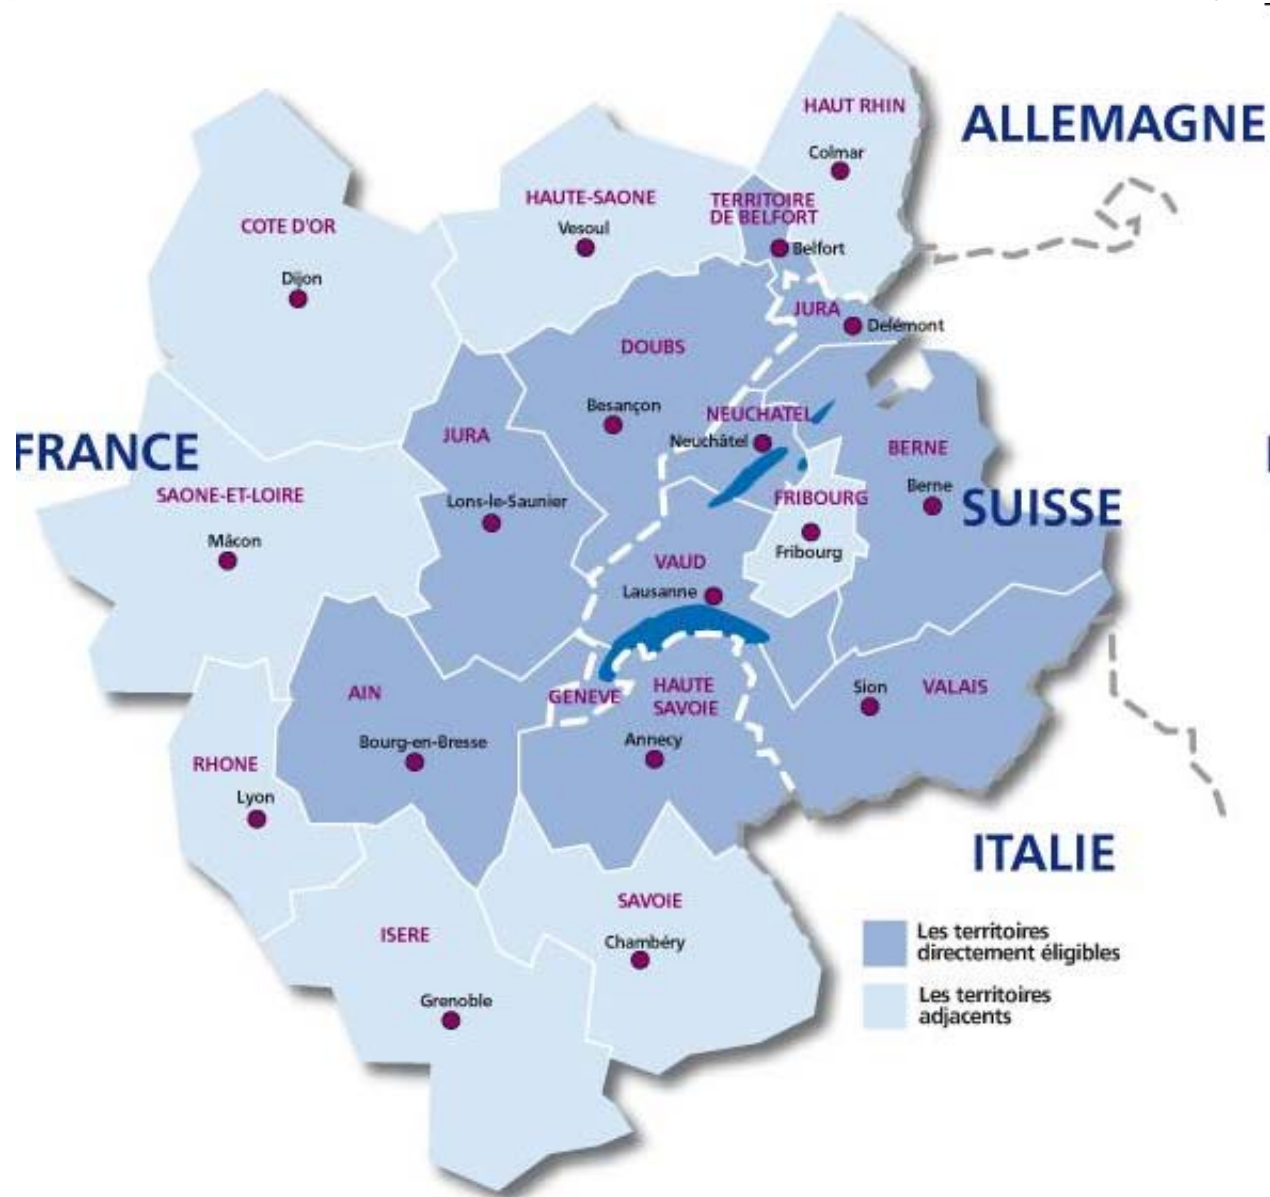 HAUT RHIN
ALLEMAGNE
Colmar
HAUTE-SAONE
TERRITOIRE
DE BELFORT
COTE D'OR
Vesoul
Belfort
Dijon
JURA
Delémont
DOUBS
Besançon
NEUCHATEL
JURA
Neuchâtel
FRANCE
BERNE
SAONE-ET-LOIRE
Lons-le-Saunier
FRIBOURG
Berne
SUISSE
Mâcon
Fribourg
VAUD
Lausanne
AIN
GENEVE
HAUTE
SAVOIE
Sion
VALAIS
Bourg-en-Bresse
Annecy
RHONE
Lyon
ITALIE
SAVOIE
ISERE
Chambéry
Les territoires
directement éligibles
Grenoble
Les territoires
adjacents